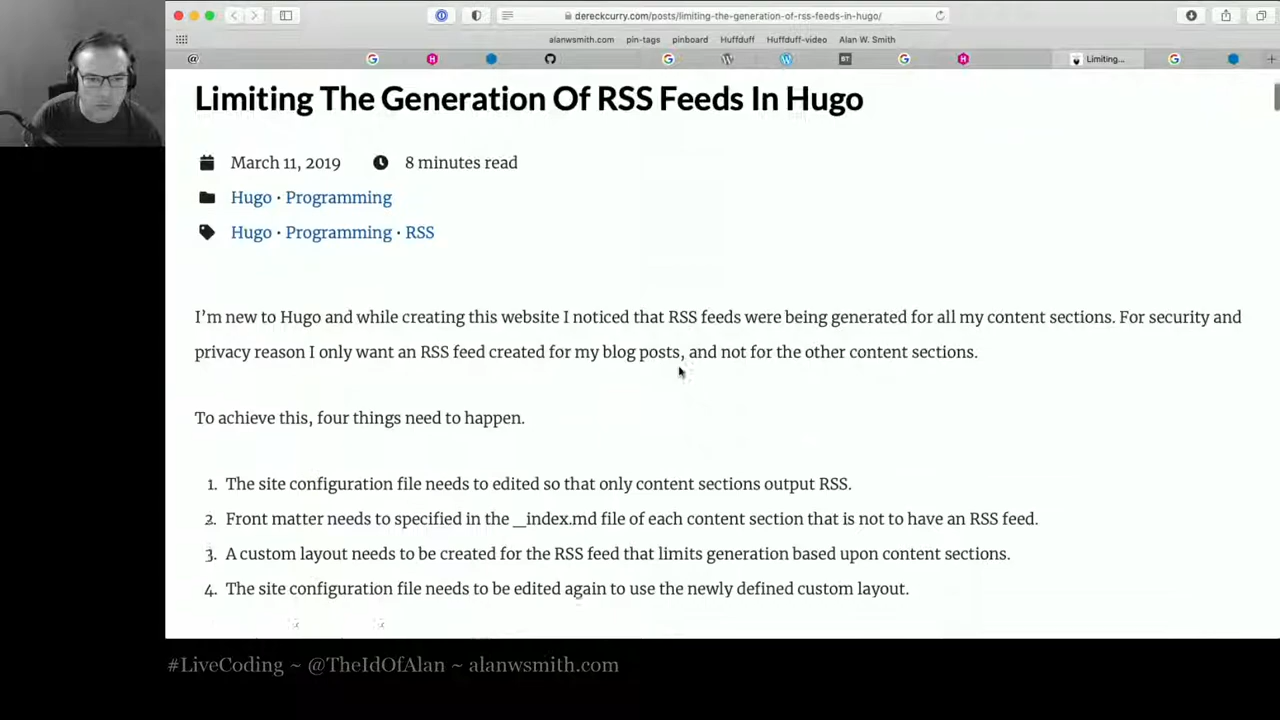 dereckcurry.com/posts/limiting-the-generation-of-rss-feeds-in-hugo/
alanwsmith.com pin-tags pinboard Huffduff Huffduff-video Alan W. Smith
@ G H G W BT G H Limiting... G
Limiting The Generation Of RSS Feeds In Hugo
March 11, 2019 8 minutes read
Hugo · Programming
Hugo · Programming · RSS
I'm new to Hugo and while creating this website I noticed that RSS feeds were being generated for all my content sections. For security and
privacy reason I only want an RSS feed created for my blog posts, and not for the other content sections.
To achieve this, four things need to happen.
1. The site configuration file needs to edited so that only content sections output RSS.
2. Front matter needs to specified in the _index.md file of each content section that is not to have an RSS feed.
3. A custom layout needs to be created for the RSS feed that limits generation based upon content sections.
4. The site configuration file needs to be edited again to use the newly defined custom layout.
#LiveCoding ~ @TheIdOfAlan ~ alanwsmith.com